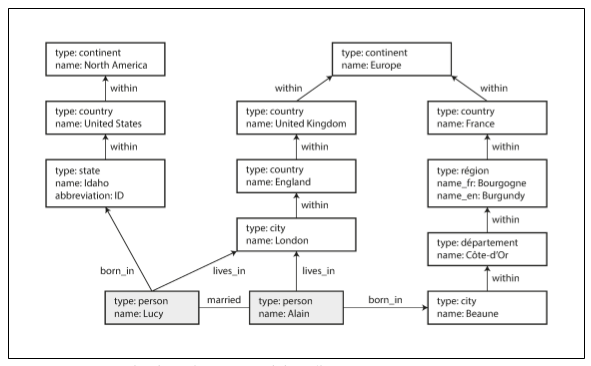 type: continent
name: North America
type: continent
name: Europe
within
within
within
type: country
name: United States
type: country
name: United Kingdom
type: country
name: France
within
within
within
type: state
name: Idaho
abbreviation: ID
type: country
name: England
type: région
name_fr: Bourgogne
name_en: Burgundy
within
within
type: city
name: London
type: département
name: Côte-d'Or
born_in
lives_in
lives_in
within
type: person
name: Lucy
married
type: person
name: Alain
born_in
type: city
name: Beaune